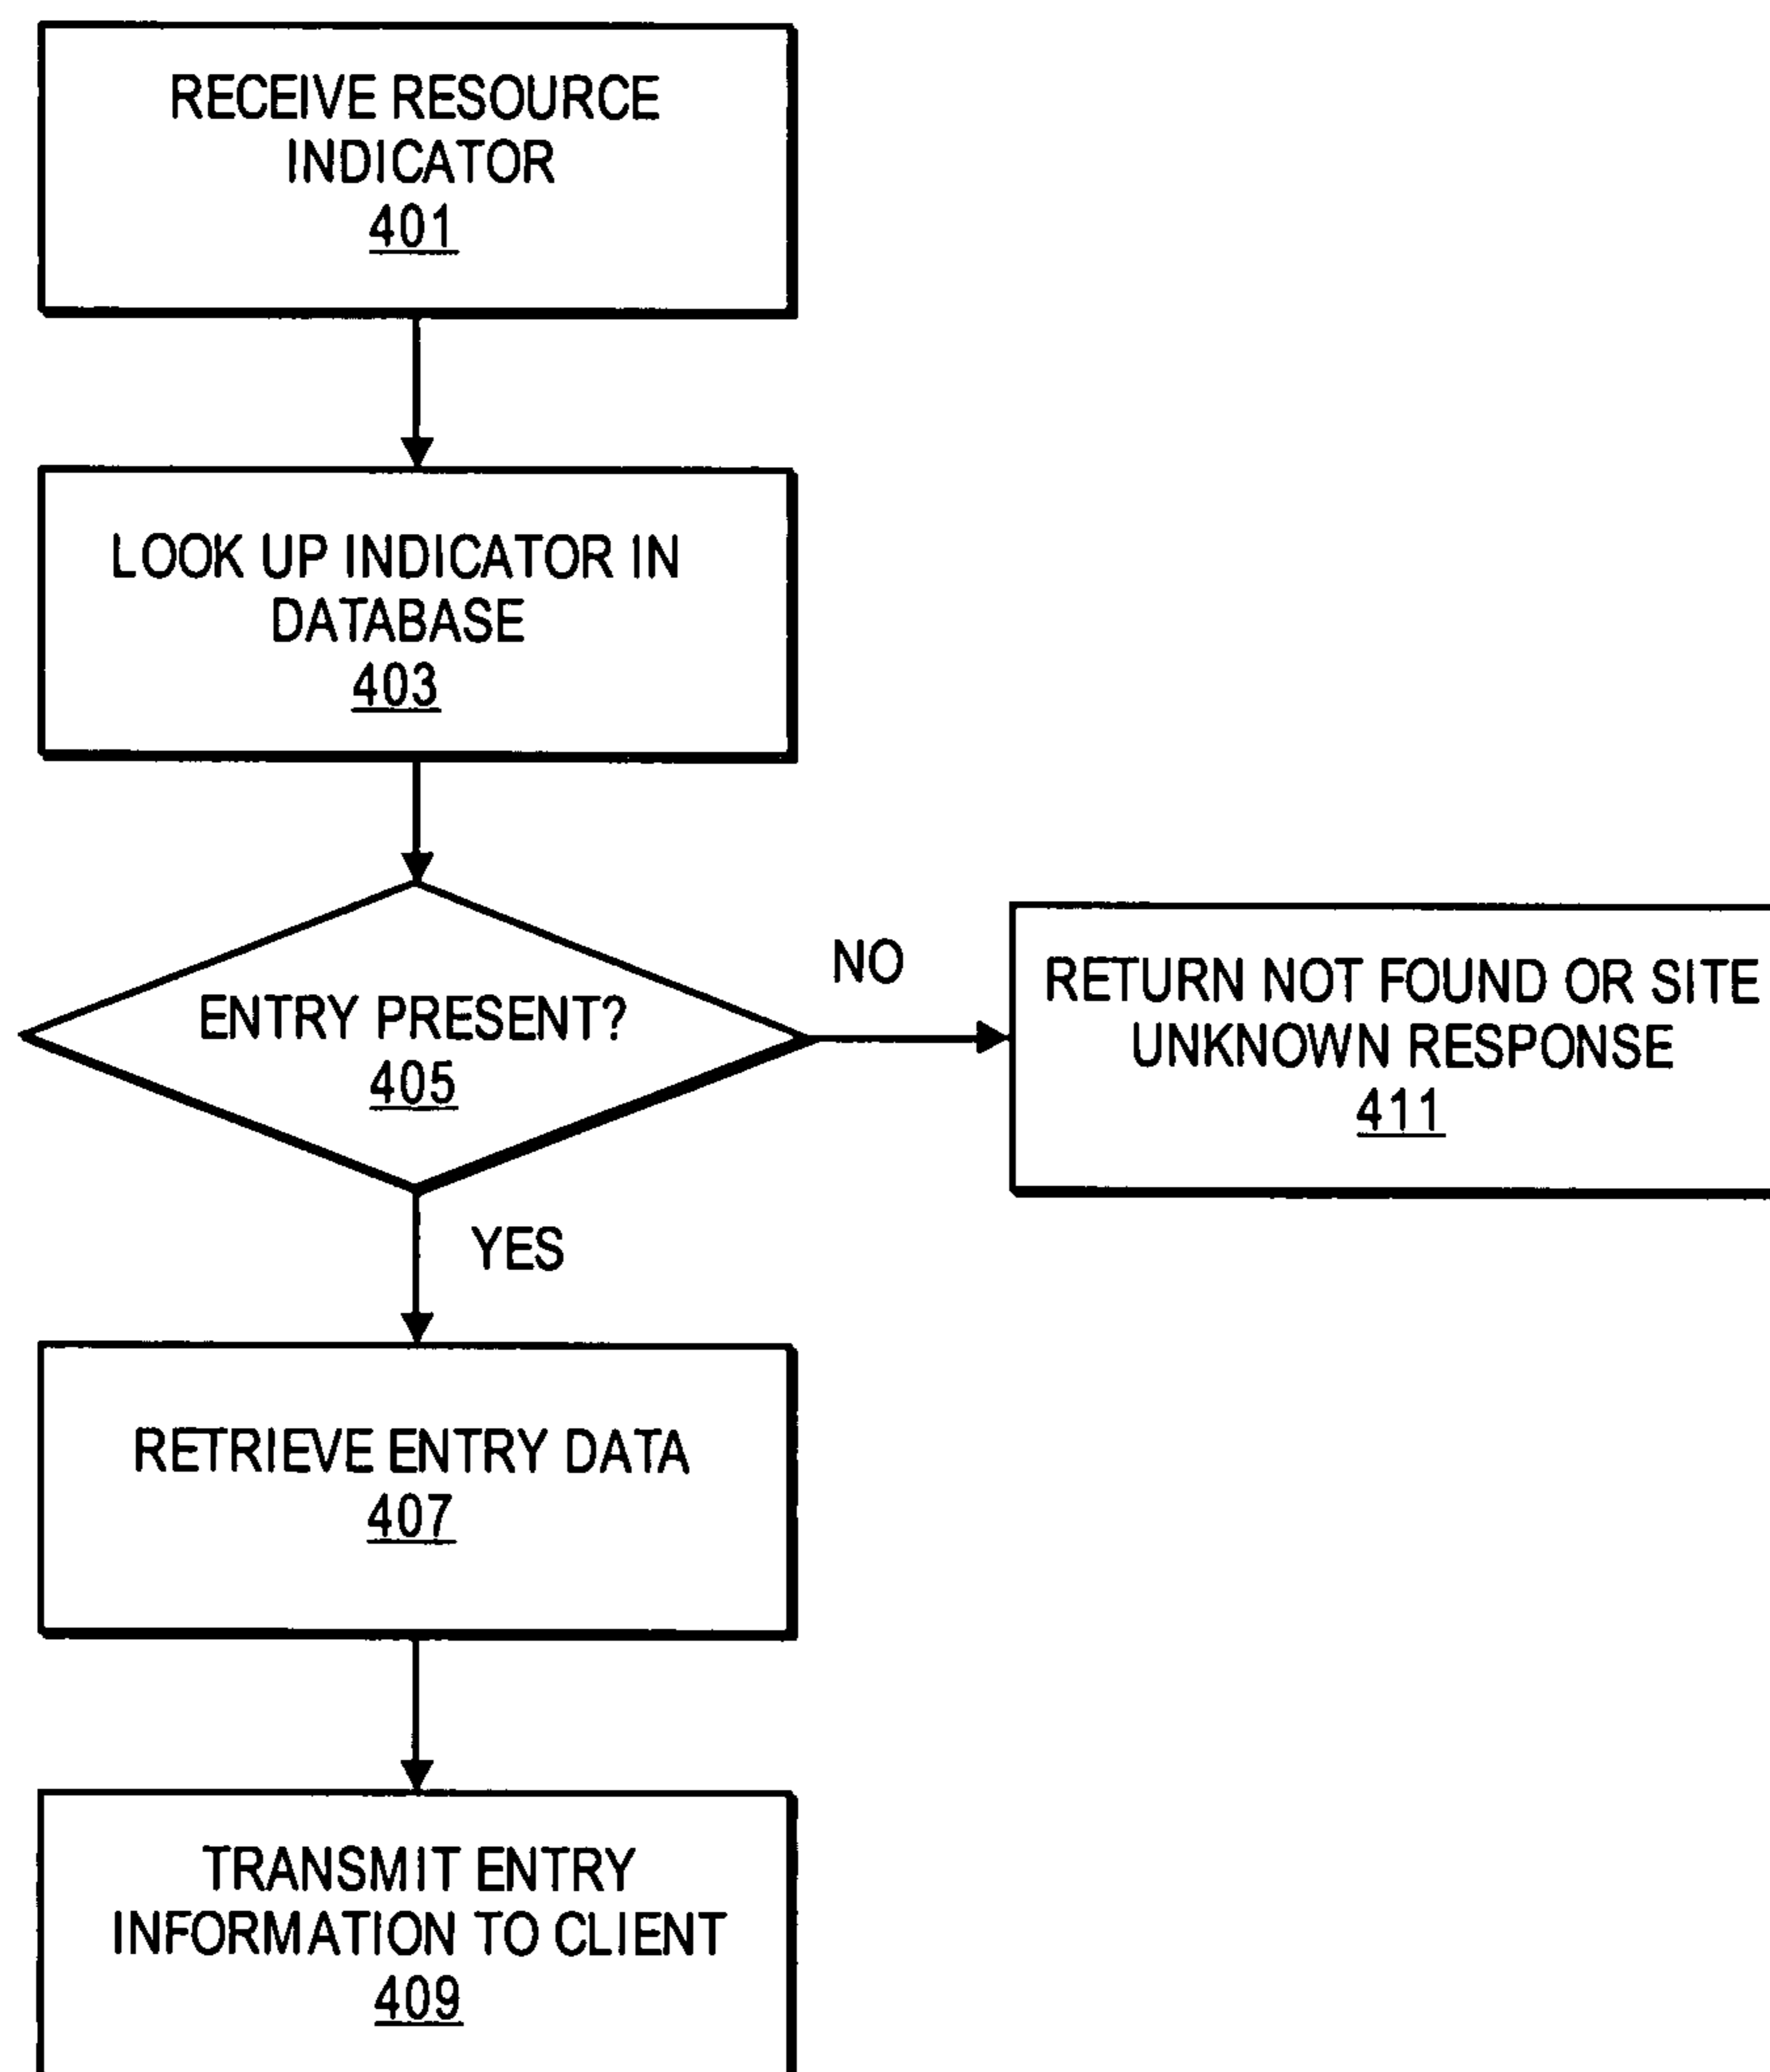 RECEIVE RESOURCE
INDICATOR
401
LOOK UP INDICATOR IN
DATABASE
403
ENTRY PRESENT?
405
NO
RETURN NOT FOUND OR SITE
UNKNOWN RESPONSE
411
YES
RETRIEVE ENTRY DATA
407
TRANSMIT ENTRY
INFORMATION TO CLIENT
409